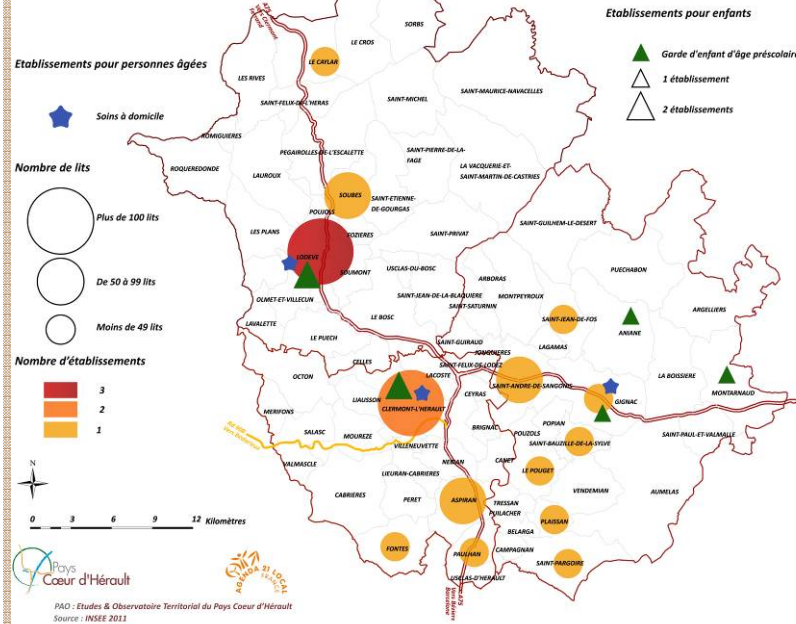 Etablissements pour personnes âgées
Soins à domicile
Nombre de lits
Plus de 100 lits
De 50 à 99 lits
Moins de 49 lits
Nombre d'établissements
3
2
1
N
0 3 6 9 12 Kilomètres
Pays
Cœur d'Hérault
AGENDA 21 LOCAL
FRANCE
PAO : Etudes & Observatoire Territorial du Pays Coeur d'Hérault
Source : INSEE 2011
Etablissements pour enfants
Garde d'enfant d'âge préscolaire
1 établissement
2 établissements
A75
Vers Clermont
Ferrand
SORBS
LE CROS
LE CAYLAR
LES RIVES
SAINT-MAURICE-NAVACELLES
SAINT-MICHEL
SAINT-FELIX-DE-L'HERAS
ROMIGUIERES
PEGAIROLLES-DE-L'ESCALETTE
SAINT-PIERRE-DE-LA-
FAGE
ROQUEREDONDE
LAUROUX
LA VACQUERIE-ET-
SAINT-MARTIN-DE-CASTRIES
SOUBES
SAINT-ETIENNE-
DE-GOURGAS
POUJOLS
SAINT-GUILHEM-LE-DESERT
LES PLANS
FOZIERES
SAINT-PRIVAT
LODEVE
SOUMONT
USCLAS-DU-BOSC
PUECHABON
ARBORAS
OLMET-ET-VILLECUN
SAINT-JEAN-DE-LA-BLAQUIERE
MONTPEYROUX
SAINT-SATURNIN
ARGELLIERS
LAVALETTE
LE BOSC
SAINT-JEAN-DE-FOS
ANIANE
LE PUECH
SAINT-GUIRAUD
LAGAMAS
JONQUIERES
CELLES
SAINT-FELIX-DE-LODEZ
OCTON
LACOSTE
LA BOISSIERE
SAINT-ANDRE-DE-SANGONIS
MONTARNAUD
LIAUSSON
CEYRAS
GIGNAC
MERIFONS
CLERMONT-L'HERAULT
SALASC
MOUREZE
BRIGNAC
POPIAN
POUZOLS
SAINT-PAUL-ET-VALMALLE
VILLENEUVETTE
SAINT-BAUZILLE-DE-LA-SYLVE
VALMASCLE
NEBIAN
CANET
LIEURAN-CABRIERES
LE POUGET
CABRIERES
PERET
ASPIRAN
VENDEMIAN
AUMELAS
TRESSAN
PUILACHER
PLAISSAN
BELARGA
FONTES
PAULHAN
CAMPAGNAN
SAINT-PARGOIRE
USCLAS-D'HERAULT
A75
Vers Béziers
Barcelone